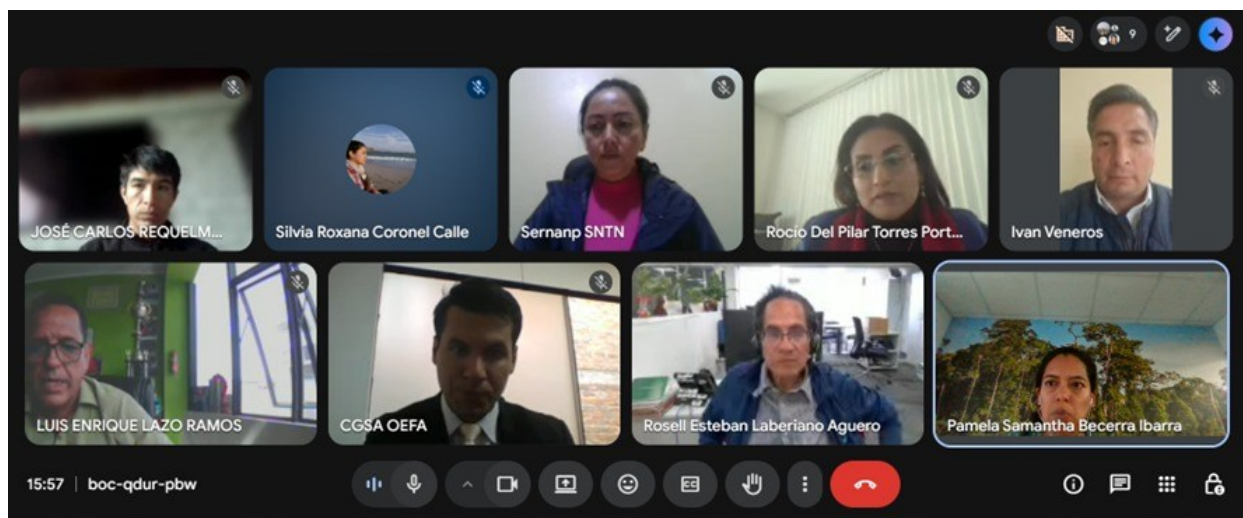 9
JOSÉ CARLOS REQUELM...
Silvia Roxana Coronel Calle
Sernanp SNTN
Rocío Del Pilar Torres Port...
Ivan Veneros
LUIS ENRIQUE LAZO RAMOS
CGSA OEFA
Rosell Esteban Laberiano Aguero
Pamela Samantha Becerra Ibarra
15:57 | boc-qdur-pbw
CC